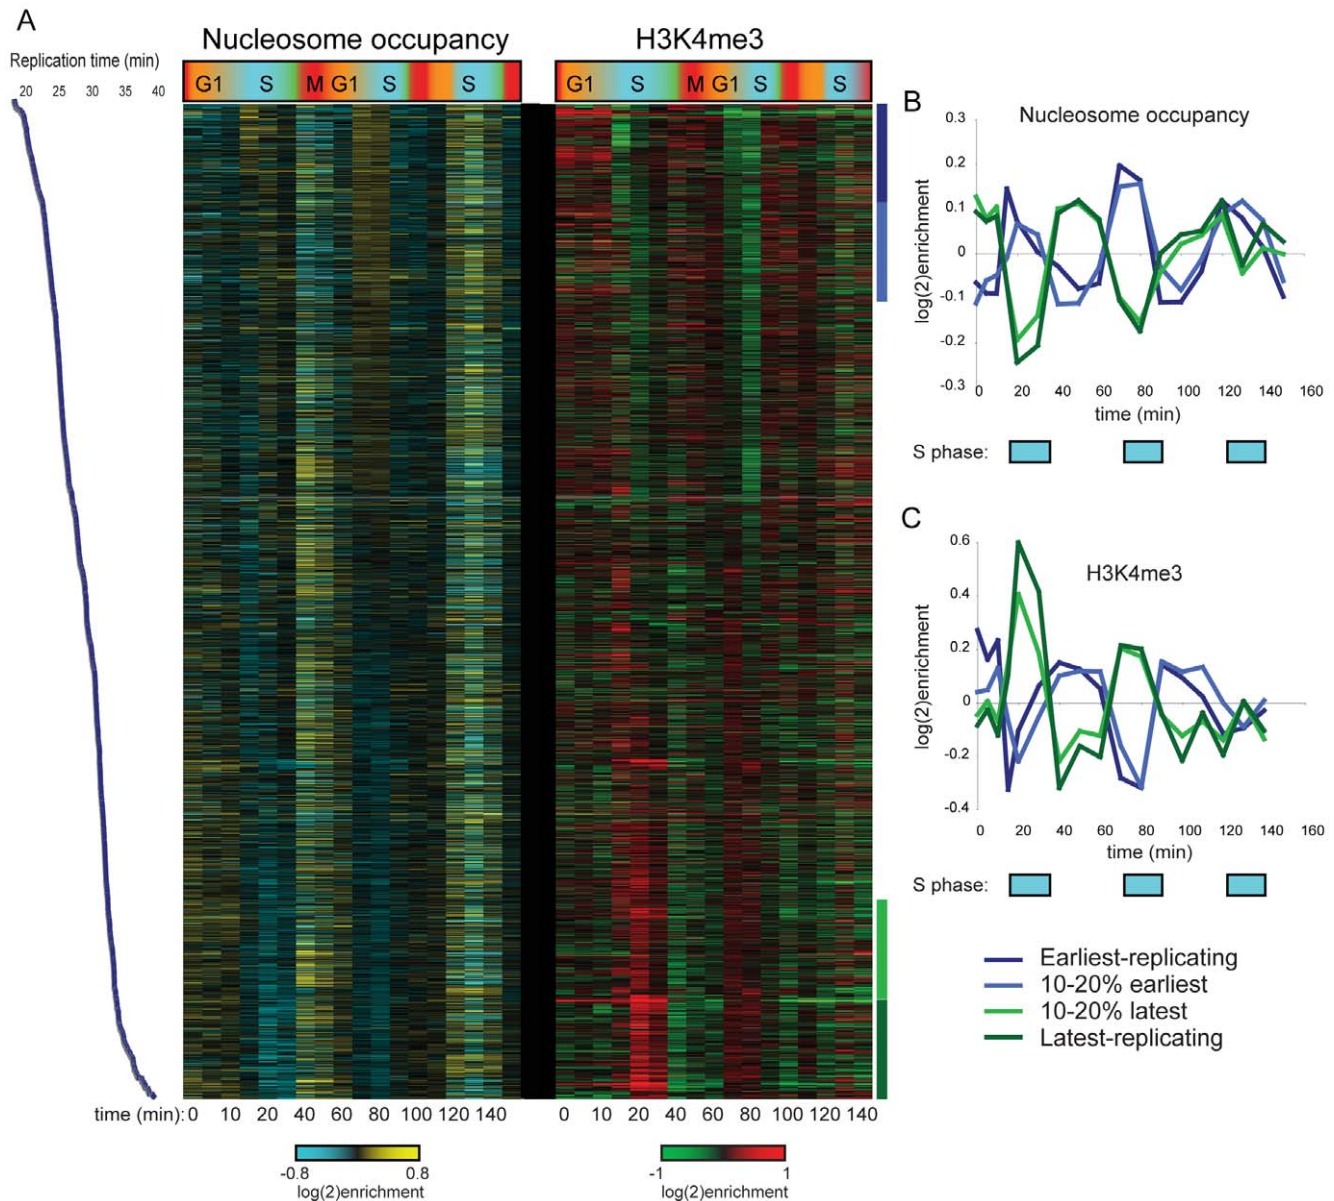 A
Replication time (min)
20 25 30 35 40
Nucleosome occupancy
G1 S M G1 S S
H3K4me3
G1 S M G1 S S
time (min): 0 10 20 40 60 80 100 120 140
0 10 20 40 60 80 100 120 140
-0.8 0.8
log(2)enrichment
-1 1
log(2)enrichment
B
Nucleosome occupancy
log(2)enrichment
0.3
0.2
0.1
0
-0.1
-0.2
-0.3
0 20 40 60 80 100 120 140 160
time (min)
S phase:
C
H3K4me3
log(2)enrichment
0.6
0.4
0.2
0
-0.2
-0.4
0 20 40 60 80 100 120 140 160
time (min)
S phase:
Earliest-replicating
10-20% earliest
10-20% latest
Latest-replicating